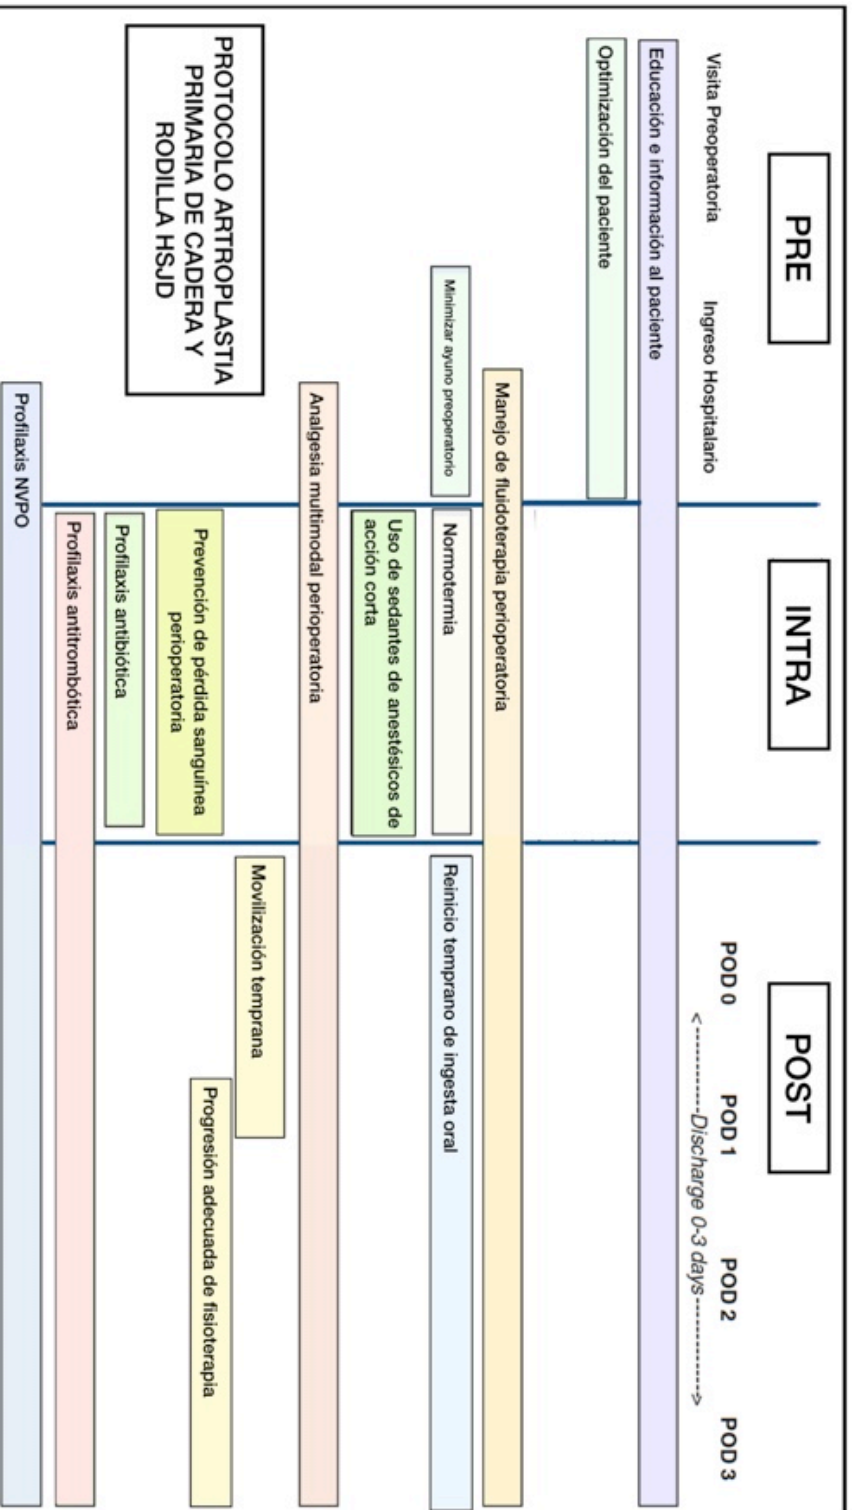 PRE
INTRA
POST
Visita Preoperatoria
Ingreso Hospitalario
POD 0
POD 1
POD 2
POD 3
<-----------Discharge 0-3 days----------->
Educación e información al paciente
Optimización del paciente
Manejo de fluidoterapia perioperatoria
Minimizar ayuno preoperatorio
Normotermia
Reinicio temprano de ingesta oral
Uso de sedantes de anestésicos de
acción corta
Analgesia multimodal perioperatoria
Movilización temprana
Progresión adecuada de fisioterapia
PROTOCOLO ARTROPLASTIA
PRIMARIA DE CADERA Y
RODILLA HSJD
Prevención de pérdida sanguínea
perioperatoria
Profilaxis antibiótica
Profilaxis antitrombótica
Profilaxis NVPO